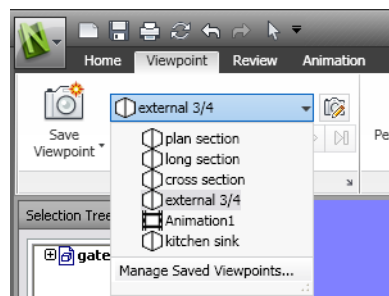 Home Viewpoint Review Animation
external 3/4
Save
Viewpoint
plan section
long section
cross section
external 3/4
Animation1
kitchen sink
Manage Saved Viewpoints...
Pe
Selection Tree
gate